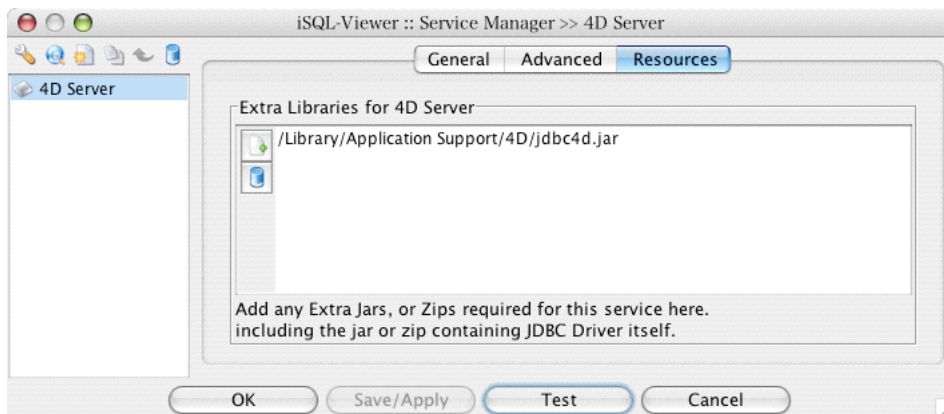 iSQL-Viewer :: Service Manager >> 4D Server
General Advanced Resources
4D Server
Extra Libraries for 4D Server
/Library/Application Support/4D/jdbc4d.jar
Add any Extra Jars, or Zips required for this service here.
including the jar or zip containing JDBC Driver itself.
OK Save/Apply Test Cancel